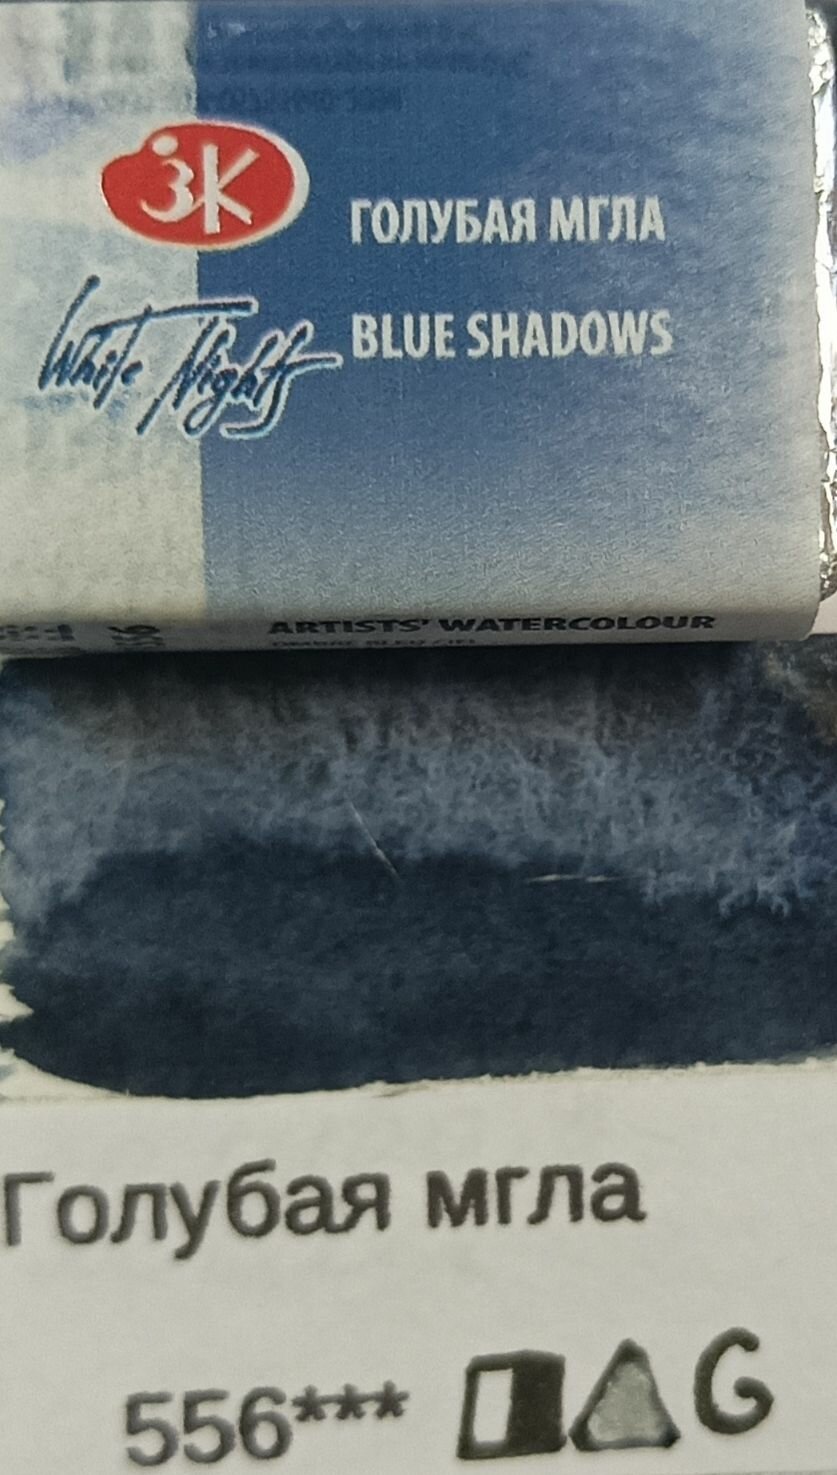 ЗК
ГОЛУБАЯ МГЛА
White Nights
BLUE SHADOWS
ARTISTS' WATERCOLOUR
Голубая мгла
556***
G